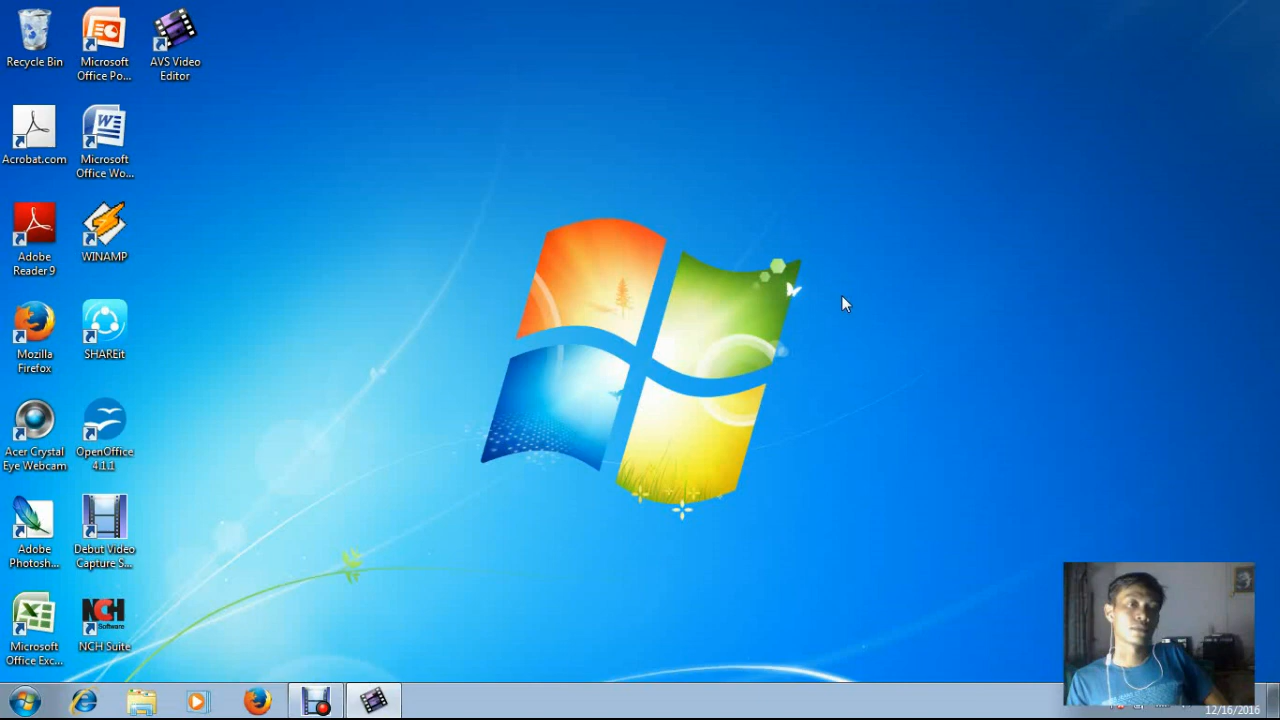 Recycle Bin
Microsoft
Office Po...
AVS Video
Editor
Acrobat.com
Microsoft
Office Wo...
Adobe
Reader 9
WINAMP
Mozilla
Firefox
SHAREit
Acer Crystal
Eye Webcam
OpenOffice
4.1.1
Adobe
Photosh...
Debut Video
Capture S...
Microsoft
Office Exc...
NCH
Software
NCH Suite
12/16/2016